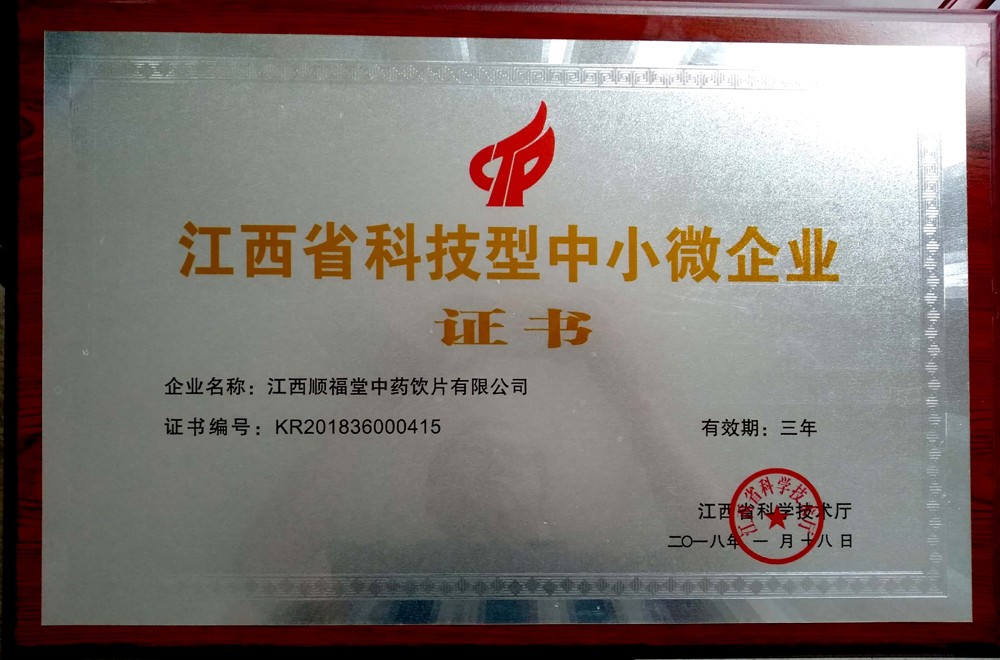 江西省科技型中小微企业
证书
企业名称：江西顺福堂中药饮片有限公司
证书编号：KR201836000415
有效期：三年
江西省科学技术厅
二〇一八年一月十八日
江西省科学技术厅